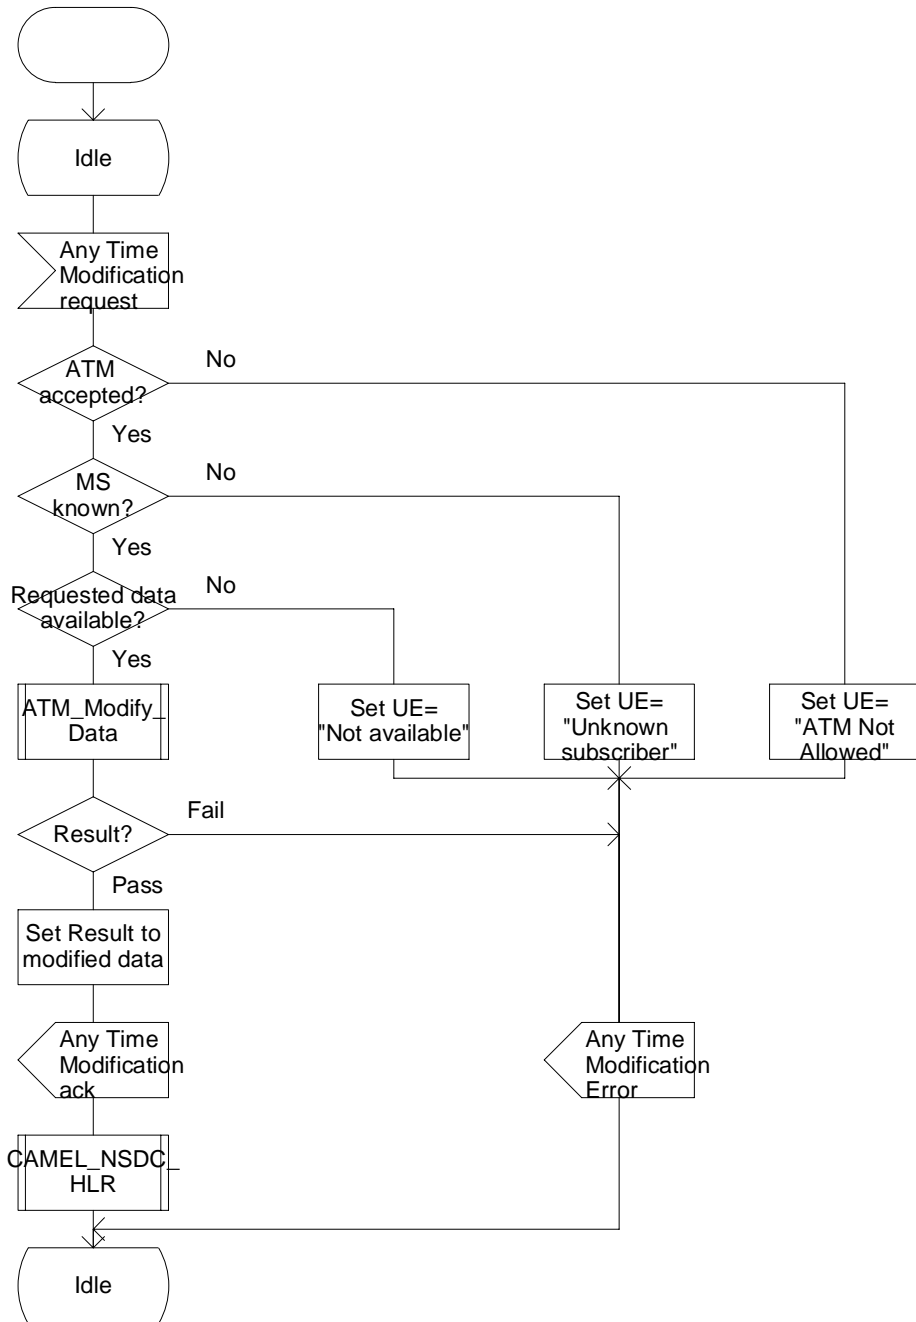 Idle
Any Time
Modification
request
ATM
accepted?
No
Yes
MS
known?
No
Yes
Requested data
available?
No
Yes
ATM_Modify_
Data
Set UE=
"Not available"
Set UE=
"Unknown
subscriber"
Set UE=
"ATM Not
Allowed"
Result?
Fail
Pass
Set Result to
modified data
Any Time
Modification
ack
Any Time
Modification
Error
CAMEL_NSDC_
HLR
Idle